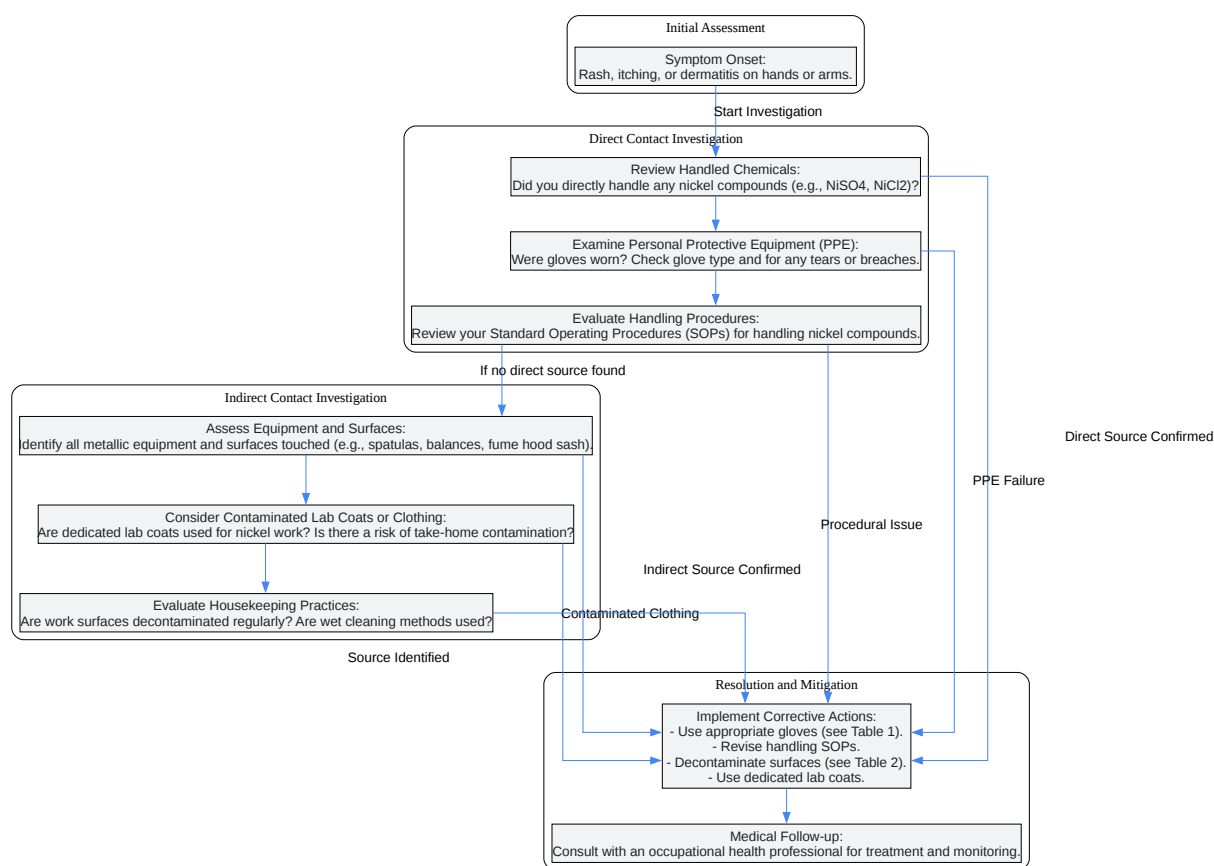 Initial Assessment
Symptom Onset:
Rash, itching, or dermatitis on hands or arms.
Start Investigation
Direct Contact Investigation
Review Handled Chemicals:
Did you directly handle any nickel compounds (e.g., NiSO4, NiCl2)?
Examine Personal Protective Equipment (PPE):
Were gloves worn? Check glove type and for any tears or breaches.
Evaluate Handling Procedures:
Review your Standard Operating Procedures (SOPs) for handling nickel compounds.
If no direct source found
Indirect Contact Investigation
Assess Equipment and Surfaces:
Identify all metallic equipment and surfaces touched (e.g., spatulas, balances, fume hood sash).
Direct Source Confirmed
PPE Failure
Consider Contaminated Lab Coats or Clothing:
Are dedicated lab coats used for nickel work? Is there a risk of take-home contamination?
Procedural Issue
Indirect Source Confirmed
Evaluate Housekeeping Practices:
Are work surfaces decontaminated regularly? Are wet cleaning methods used?
Contaminated Clothing
Source Identified
Resolution and Mitigation
Implement Corrective Actions:
- Use appropriate gloves (see Table 1).
- Revise handling SOPs.
- Decontaminate surfaces (see Table 2).
- Use dedicated lab coats.
Medical Follow-up:
Consult with an occupational health professional for treatment and monitoring.